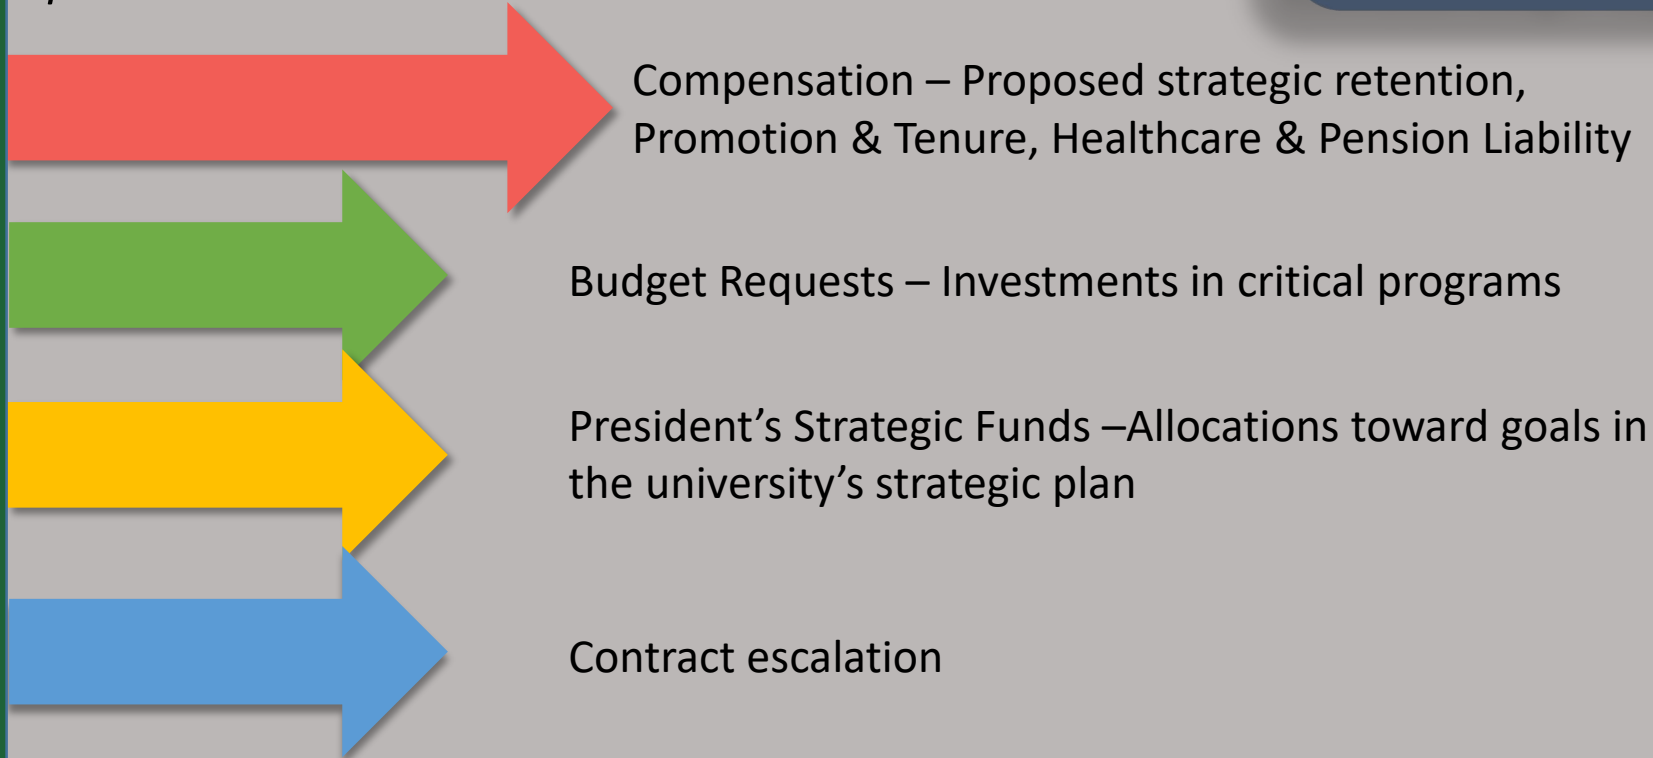 Compensation – Proposed strategic retention,
Promotion & Tenure, Healthcare & Pension Liability
Budget Requests – Investments in critical programs
President’s Strategic Funds –Allocations toward goals in
the university’s strategic plan
Contract escalation